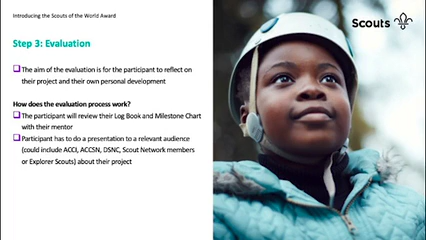 Introducing the Scouts of the World Award
Scouts
Step 3: Evaluation
The aim of the evaluation is for the participant to reflect on
their project and their own personal development
How does the evaluation process work?
The participant will review their Log Book and Milestone Chart
with their mentor
Participant has to do a presentation to a relevant audience
(could include ACCI, ACCSN, DSNC, Scout Network members
or Explorer Scouts) about their project